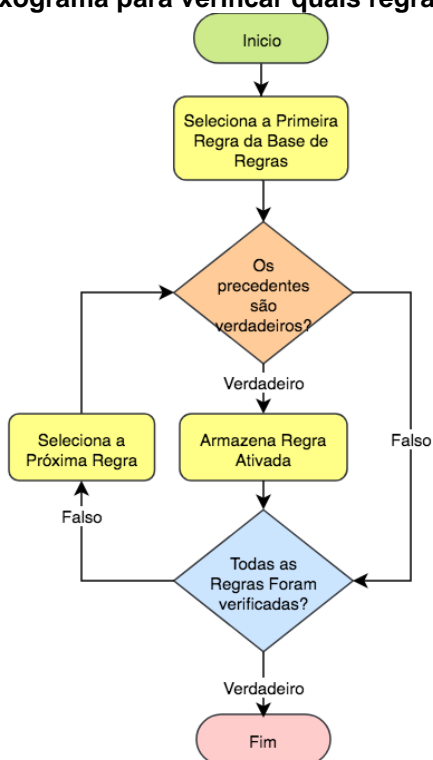 xograma para verificar quais regra
Inicio
Seleciona a Primeira
Regra da Base de
Regras
Os
precedentes
são
verdadeiros?
Verdadeiro
Seleciona a
Próxima Regra
Armazena Regra
Ativada
Falso
Falso
Todas as
Regras Foram
verificadas?
Verdadeiro
Fim